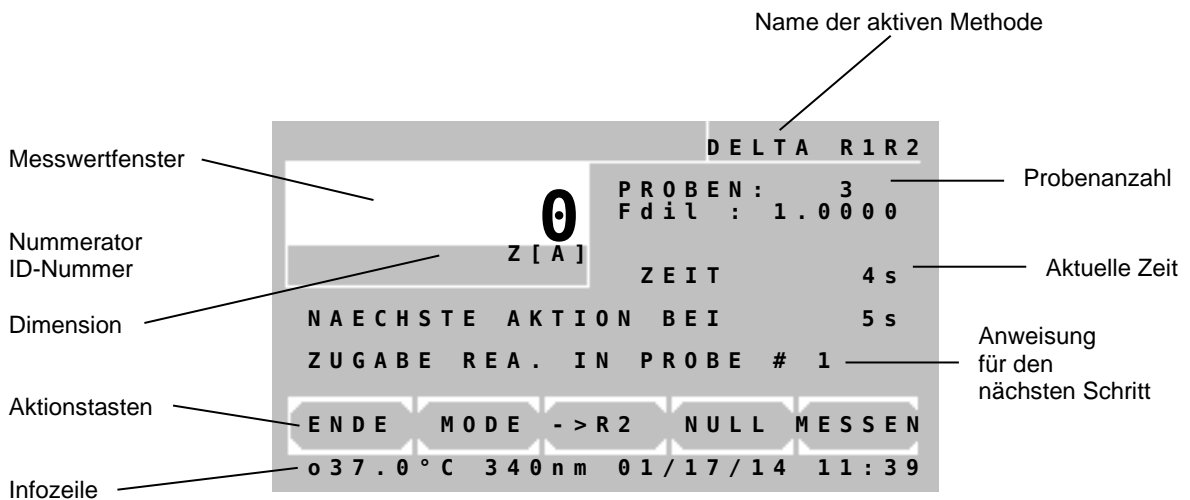 Name der aktiven Methode
DELTA R1R2
Messwertfenster
PROBEN: 3
Probenanzahl
Fdil : 1.0000
0
Nummerator
ID-Nummer
Z[A]
ZEIT 4s
Aktuelle Zeit
Dimension
NAECHSTE AKTION BEI 5s
Anweisung
für den
nächsten Schritt
ZUGABE REA. IN PROBE # 1
Aktionstasten
ENDE MODE ->R2 NULL MESSEN
o37.0°C 340nm 01/17/14 11:39
Infozeile